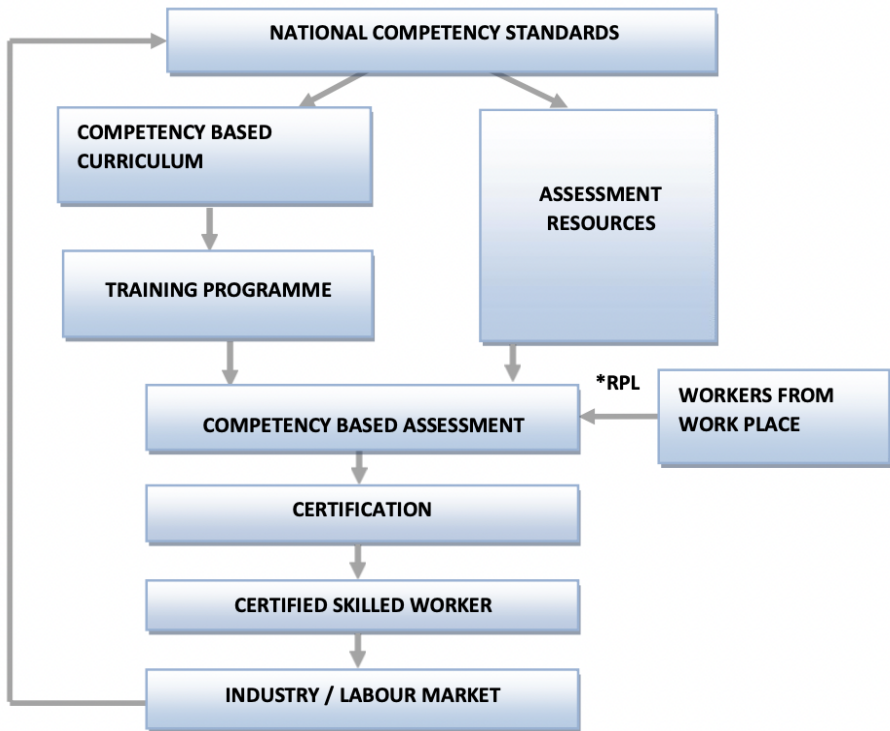 NATIONAL COMPETENCY STANDARDS
COMPETENCY BASED
CURRICULUM
ASSESSMENT
RESOURCES
TRAINING PROGRAMME
*RPL
WORKERS FROM
WORK PLACE
COMPETENCY BASED ASSESSMENT
CERTIFICATION
CERTIFIED SKILLED WORKER
INDUSTRY / LABOUR MARKET